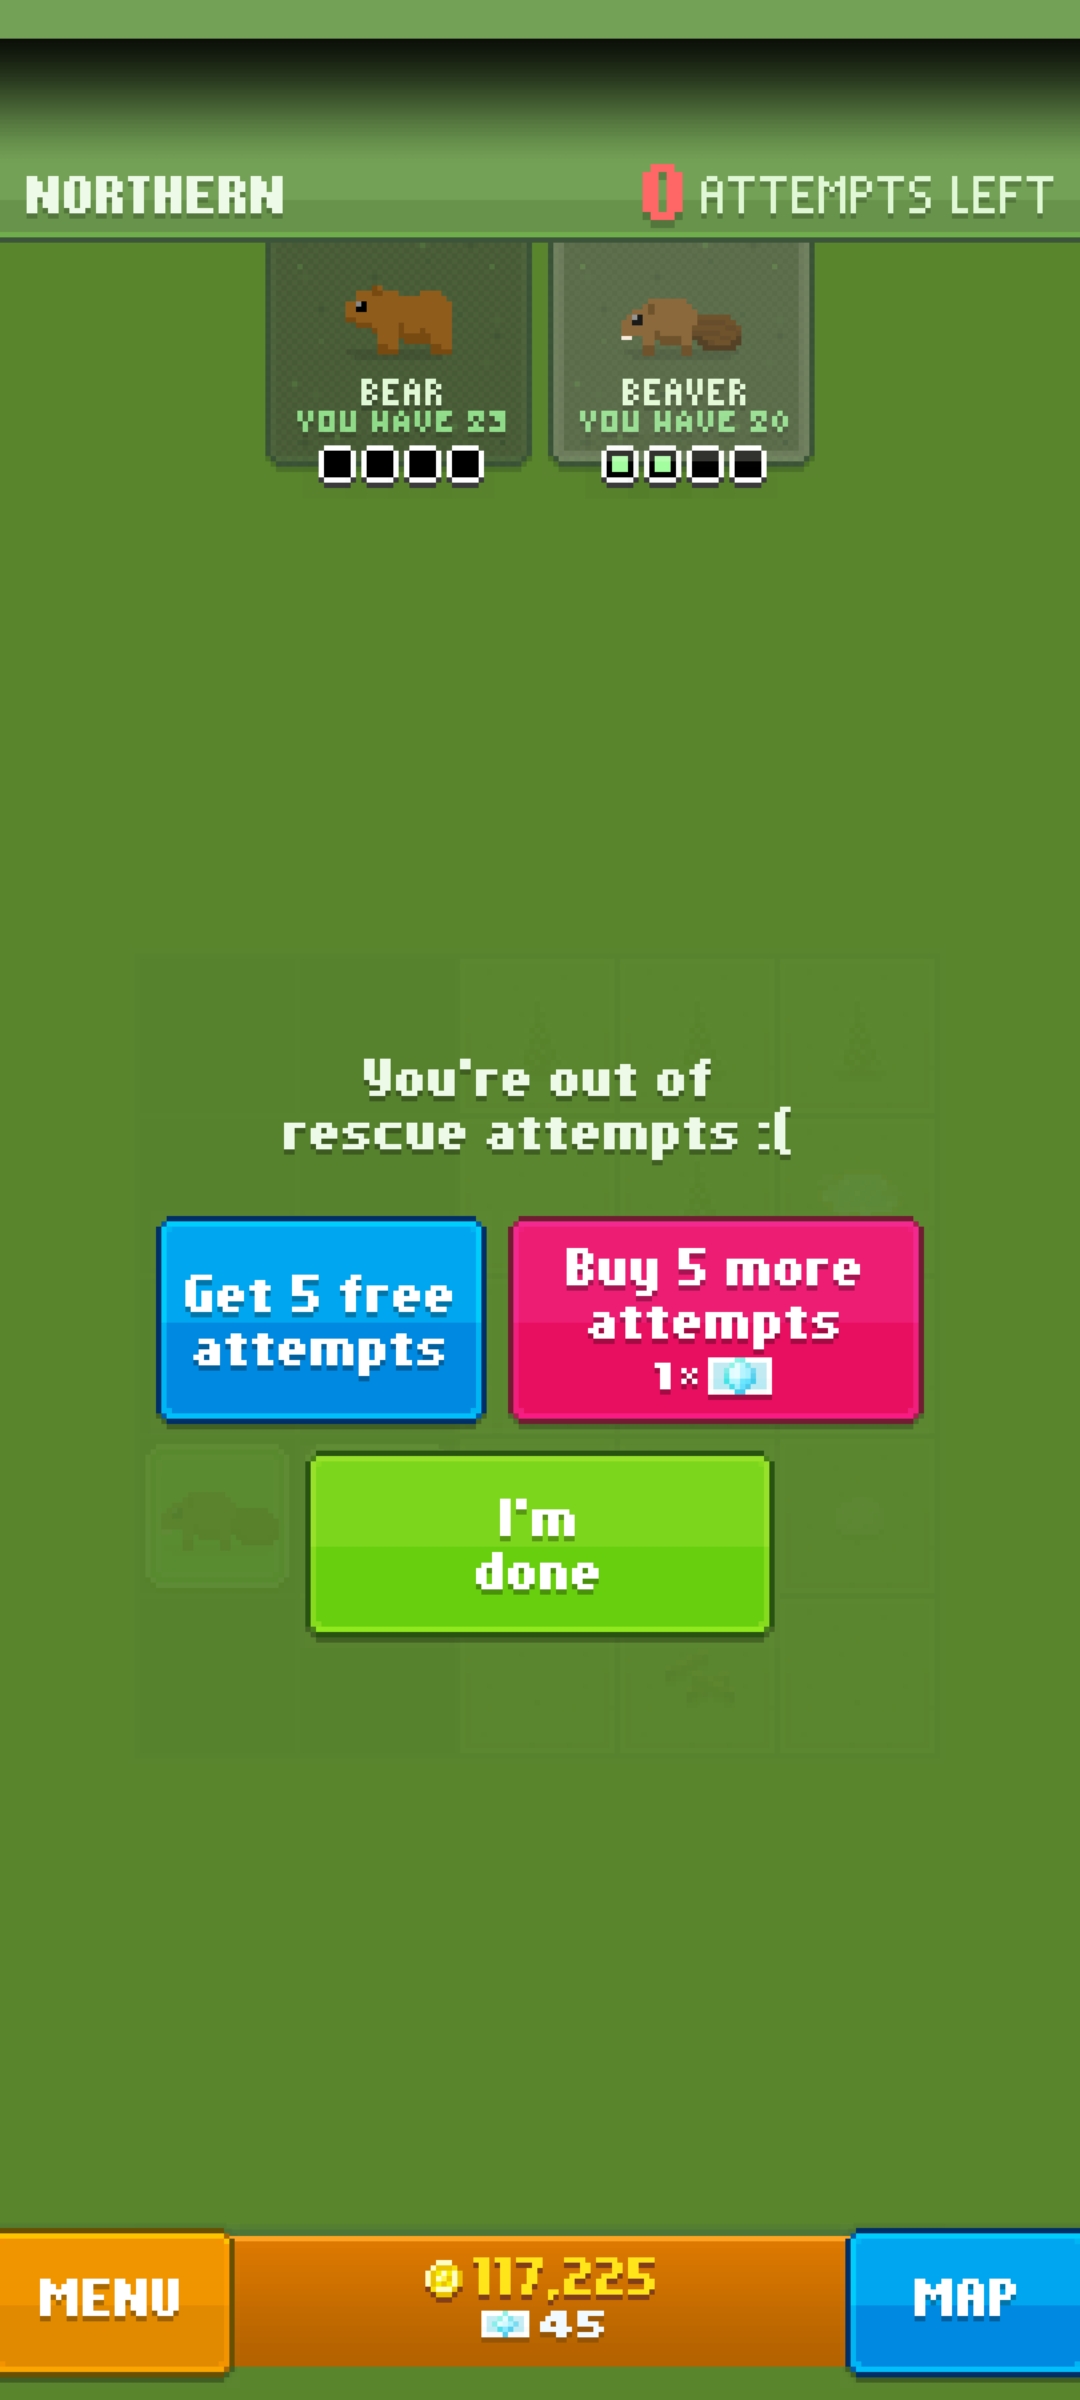 NORTHERN
0 ATTEMPTS LEFT
BEAR
YOU HAVE 23
BEAVER
YOU HAVE 20
You're out of
rescue attempts :(
Get 5 free
attempts
Buy 5 more
attempts
1×
I'm
done
MENU
117,225
45
MAP